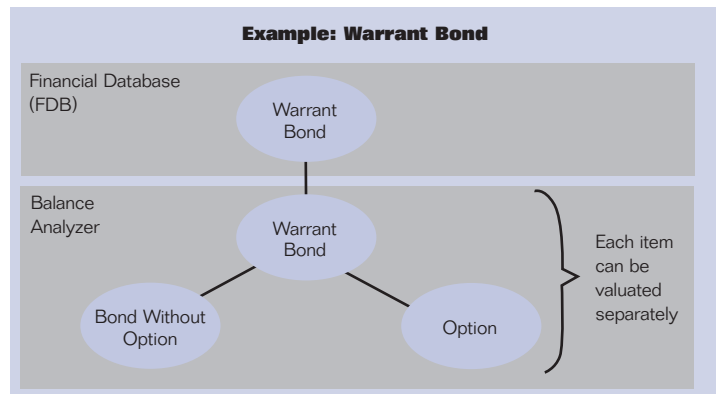 Example: Warrant Bond
Financial Database
(FDB)
Warrant
Bond
Balance
Analyzer
Warrant
Bond
Each item
can be
valuated
separately
Bond Without
Option
Option